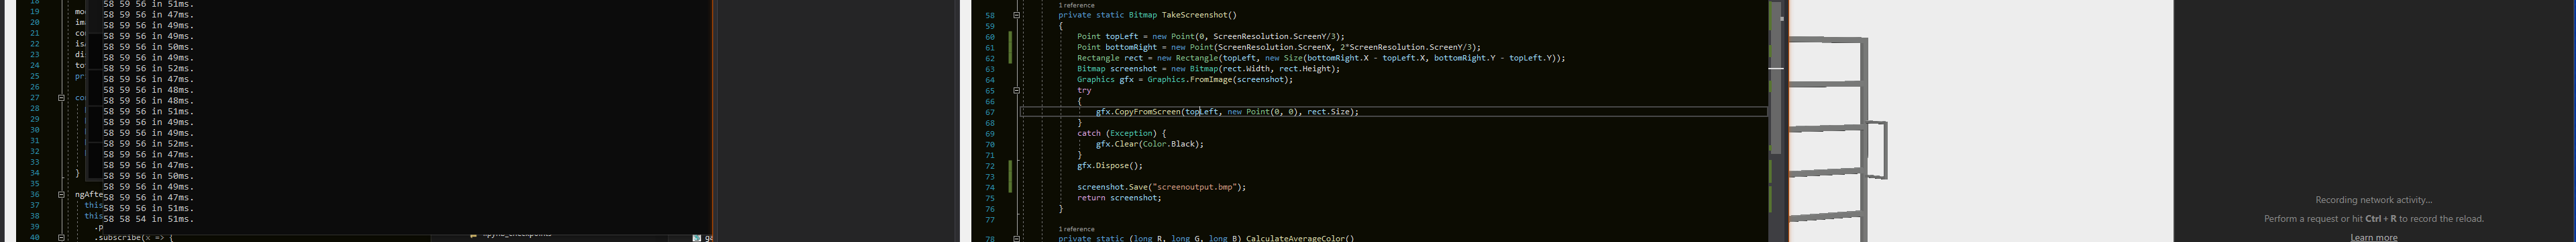 19 mo
20 im
21 co
22 is
23 di
24 to
25 pr
26
27 co
28
29
30
31
32
33
34 }
35
36 ngAfte
37 this
38 this
39 .p
40 .subscribe(x => {
58 59 56 in 51ms.
58 59 56 in 47ms.
58 59 56 in 49ms.
58 59 56 in 49ms.
58 59 56 in 50ms.
58 59 56 in 49ms.
58 59 56 in 52ms.
58 59 56 in 47ms.
58 59 56 in 48ms.
58 59 56 in 48ms.
58 59 56 in 51ms.
58 59 56 in 49ms.
58 59 56 in 49ms.
58 59 56 in 52ms.
58 59 56 in 47ms.
58 59 56 in 47ms.
58 59 56 in 50ms.
58 59 56 in 49ms.
58 59 56 in 47ms.
58 59 56 in 51ms.
58 58 54 in 51ms.
1 reference
58 private static Bitmap TakeScreenshot()
59 {
60 Point topLeft = new Point(0, ScreenResolution.ScreenY/3);
61 Point bottomRight = new Point(ScreenResolution.ScreenX, 2*ScreenResolution.ScreenY/3);
62 Rectangle rect = new Rectangle(topLeft, new Size(bottomRight.X - topLeft.X, bottomRight.Y - topLeft.Y));
63 Bitmap screenshot = new Bitmap(rect.Width, rect.Height);
64 Graphics gfx = Graphics.FromImage(screenshot);
65 try
66 {
67 gfx.CopyFromScreen(topLeft, new Point(0, 0), rect.Size);
68 }
69 catch (Exception) {
70 gfx.Clear(Color.Black);
71 }
72 gfx.Dispose();
73
74 screenshot.Save("screenoutput.bmp");
75 return screenshot;
76 }
77
1 reference
78 private static (long R, long G, long B) CalculateAverageColor()
Recording network activity...
Perform a request or hit Ctrl + R to record the reload.
Learn more